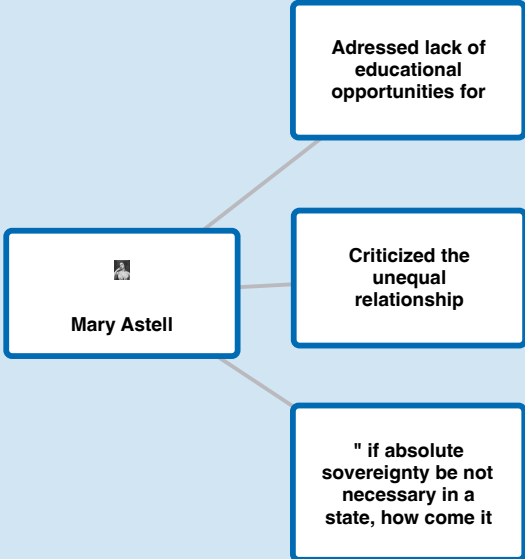 Adressed lack of
educational
opportunities for
Mary Astell
Criticized the
unequal
relationship
" if absolute
sovereignty be not
necessary in a
state, how come it